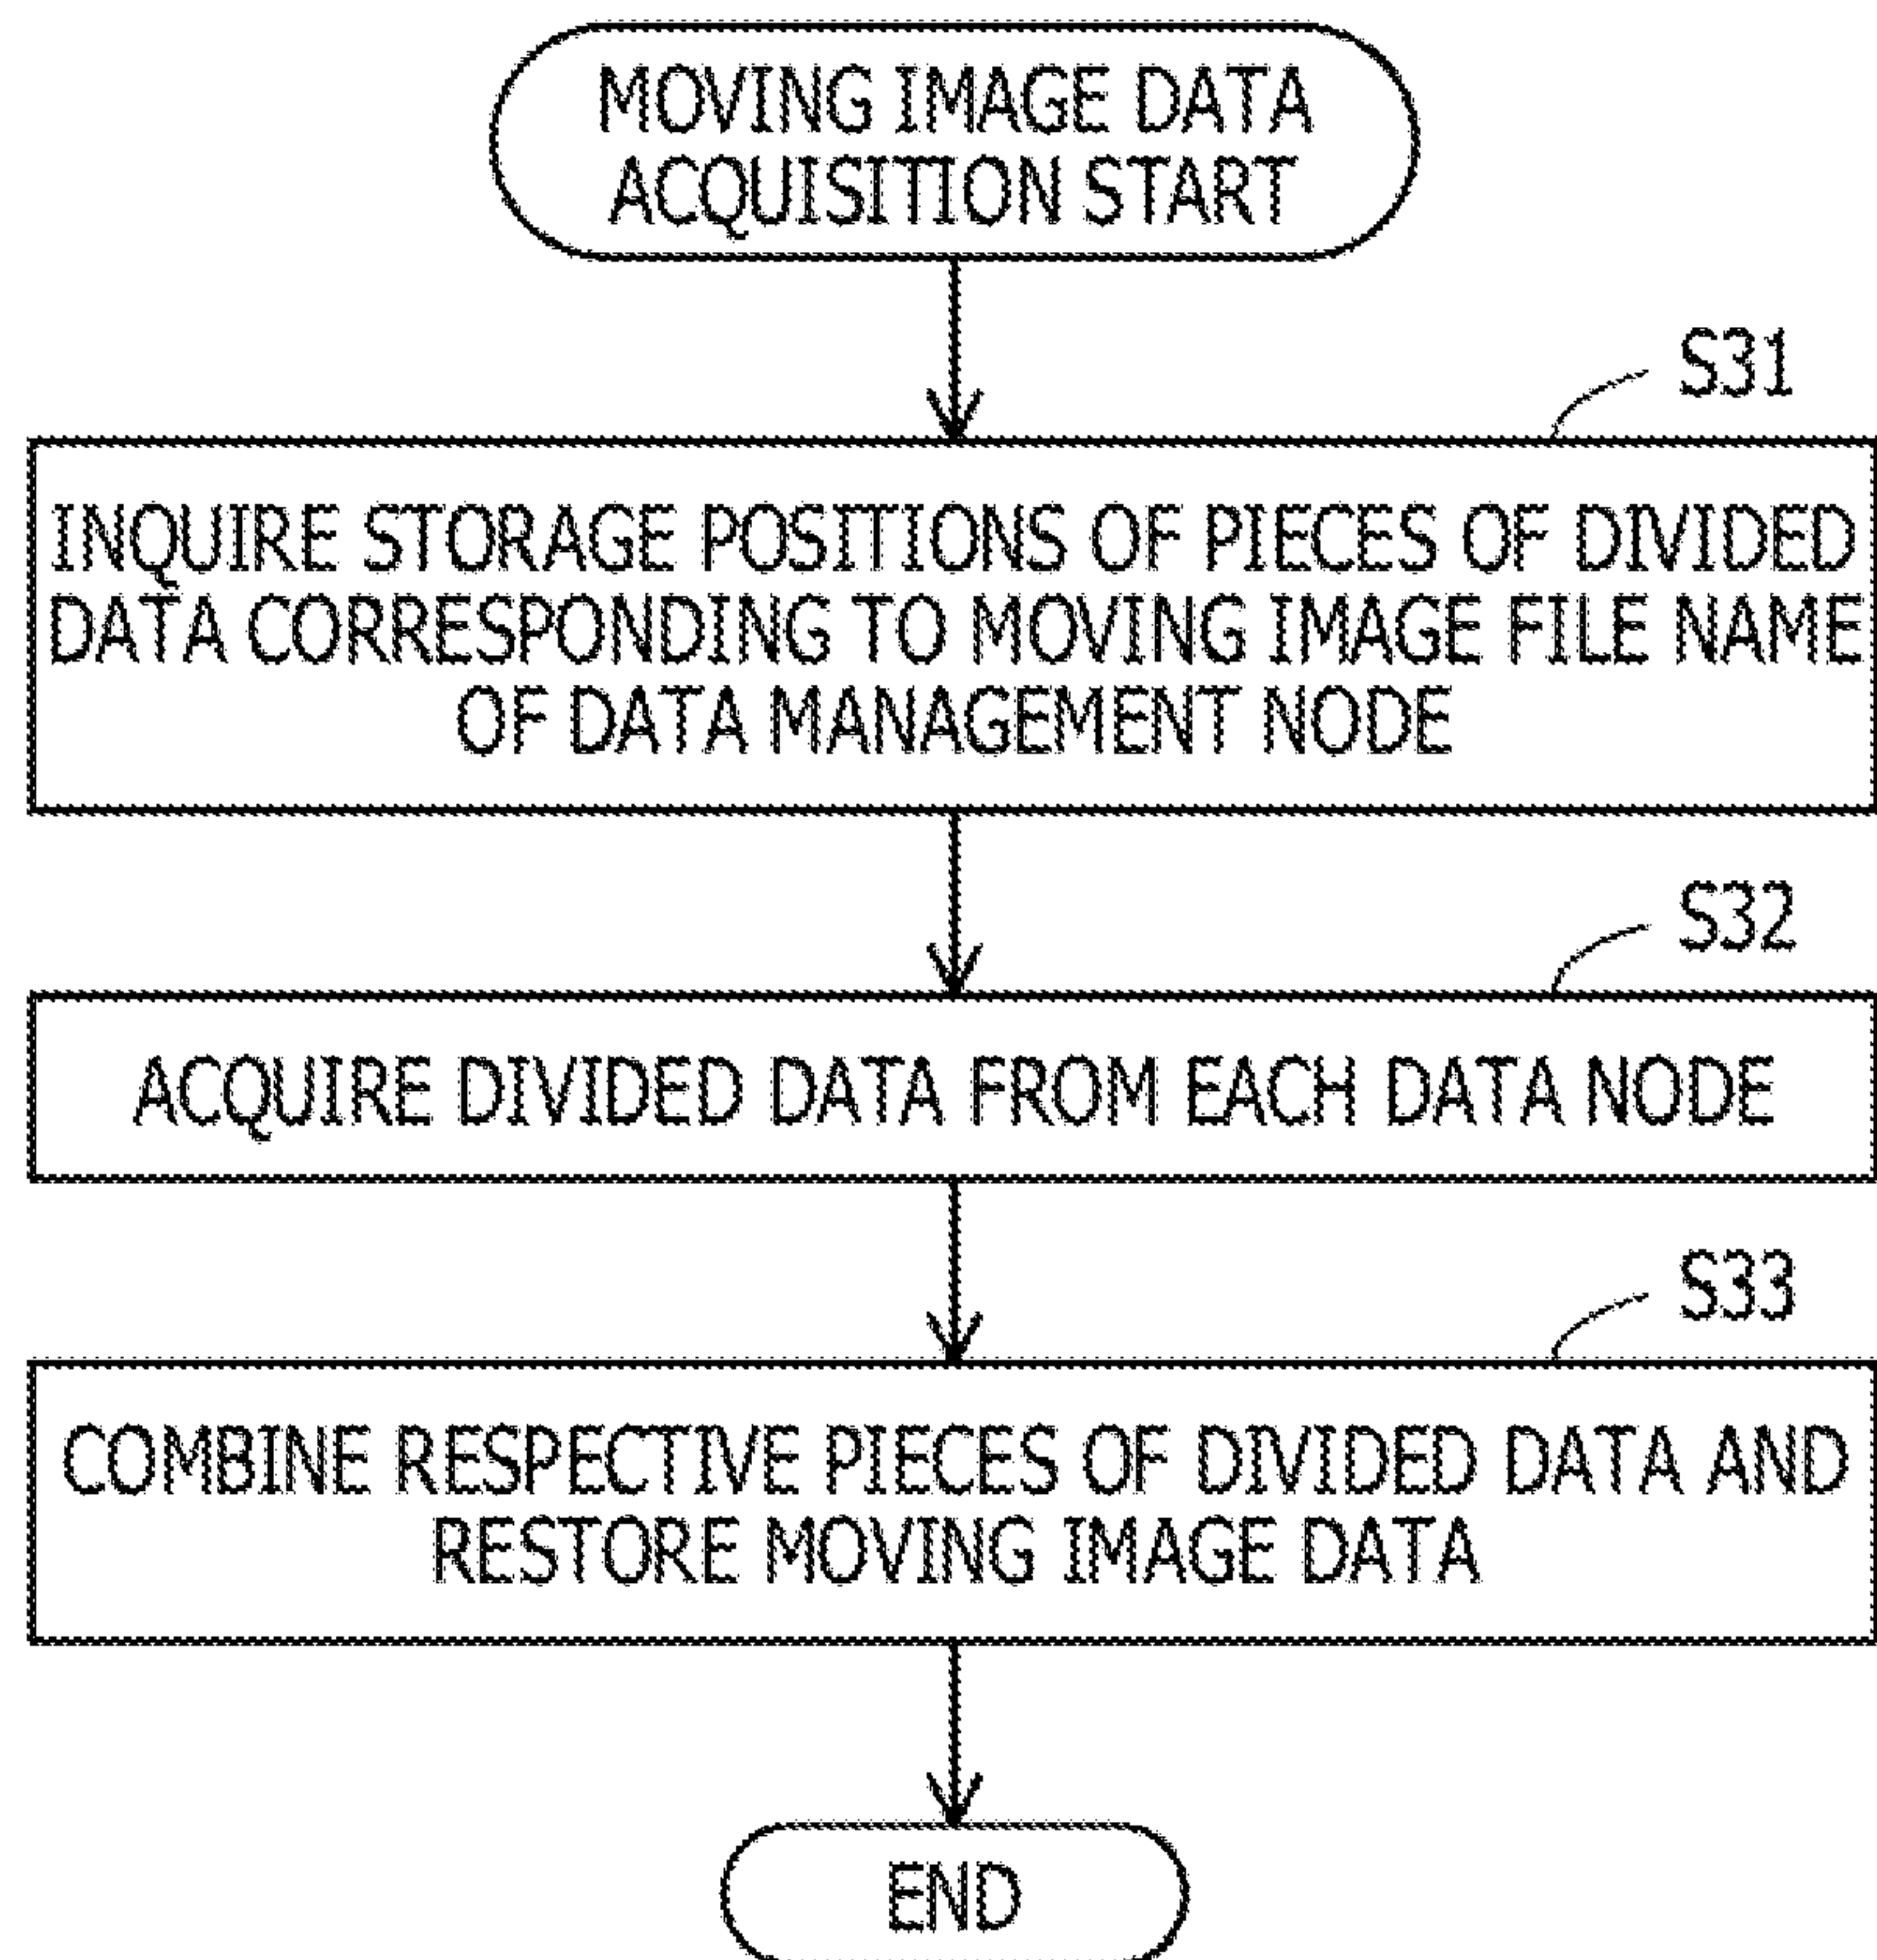 MOVING IMAGE DATA
ACQUISITION START
S31
INQUIRE STORAGE POSITIONS OF PIECES OF DIVIDED
DATA CORRESPONDING TO MOVING IMAGE FILE NAME
OF DATA MANAGEMENT NODE
S32
ACQUIRE DIVIDED DATA FROM EACH DATA NODE
S33
COMBINE RESPECTIVE PIECES OF DIVIDED DATA AND
RESTORE MOVING IMAGE DATA
END